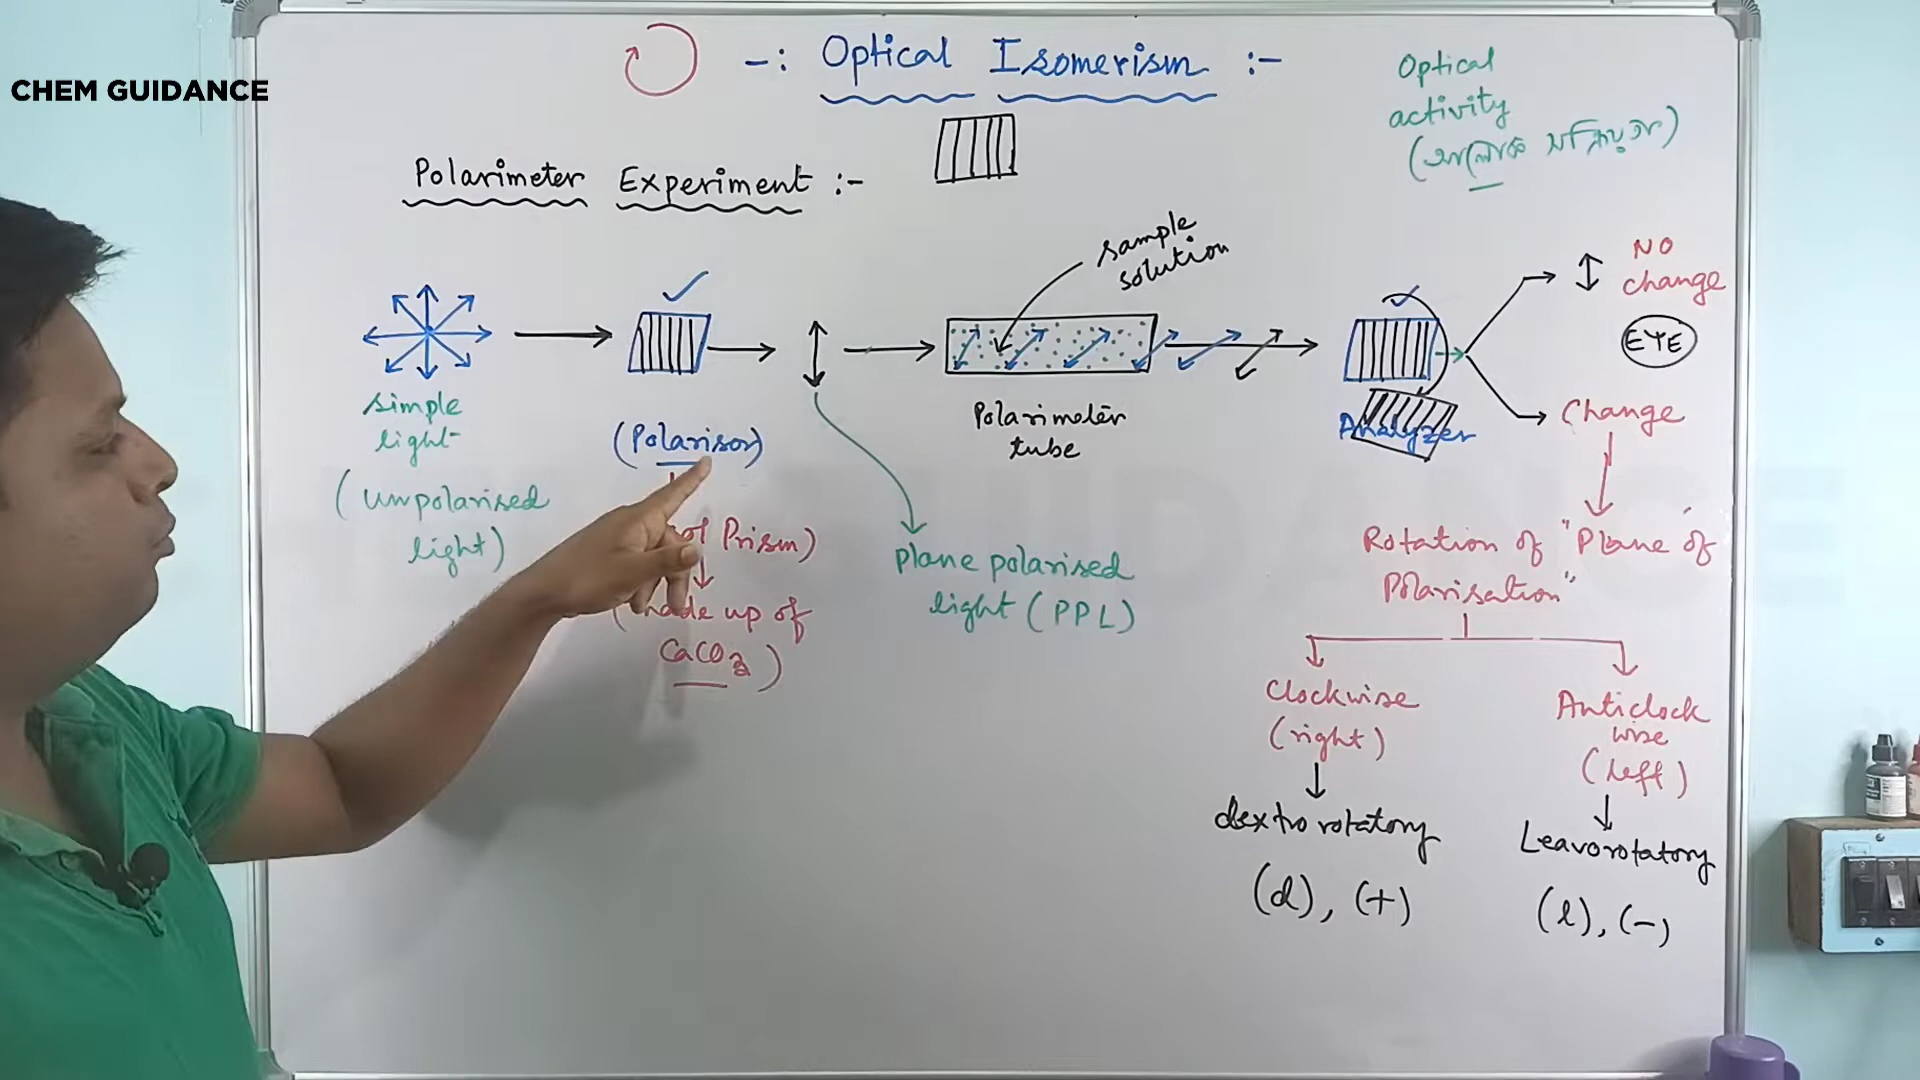 CHEM GUIDANCE
-: Optical Isomerism :-
Optical
activity
Polarimeter Experiment :-
sample
solution
NO
change
EYE
simple
light
(unpolarised
light)
(Polarisor)
Polarimeter
tube
Analyzer
Change
Prism)
made up of
CaCO3)
Plane polarised
light (PPL)
Rotation of "Plane of
Polarisation"
Clockwise
(right)
dextrorotatory
(d), (+)
Anticlock
wise
(left)
Leavorotatory
(l), (-)